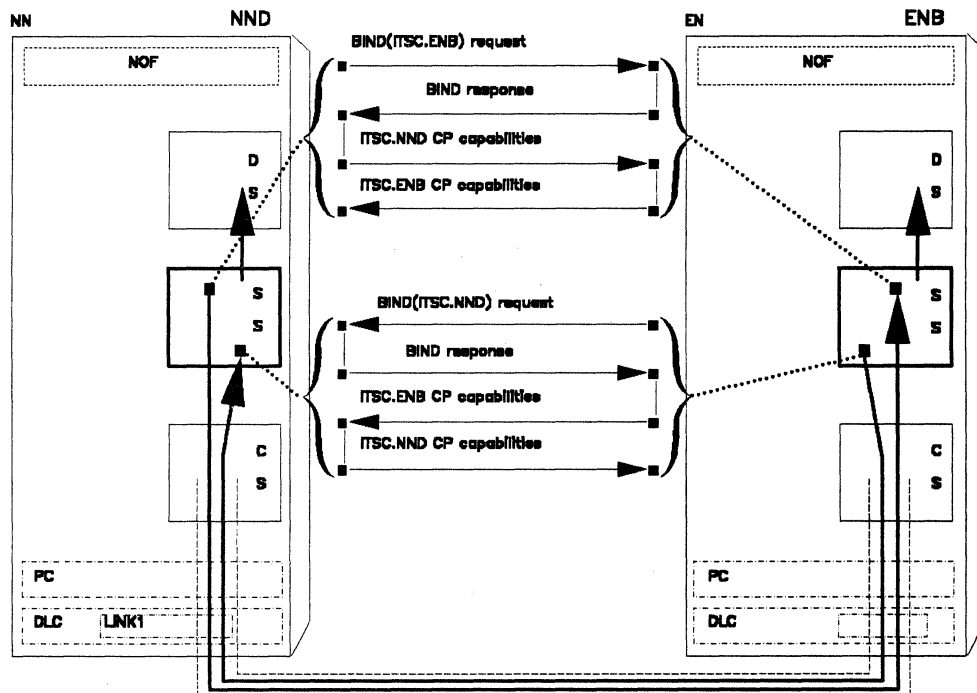 NN NND
EN ENB
NOF
NOF
BIND(ITSC.ENB) request
BIND response
ITSC.NND CP capabilities
ITSC.ENB CP capabilities
D
S
D
S
S
S
S
S
BIND(ITSC.NND) request
BIND response
ITSC.ENB CP capabilities
ITSC.NND CP capabilities
C
S
C
S
PC
PC
DLC LINK1
DLC